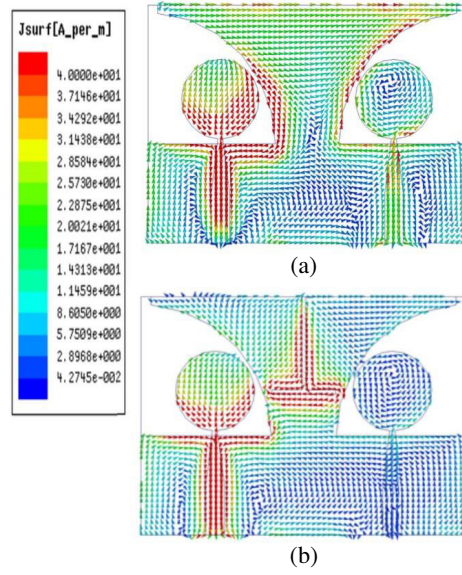 Jsurf[A_per_m]
4.0000e+001
3.7146e+001
3.4292e+001
3.1438e+001
2.8584e+001
2.5730e+001
2.2875e+001
2.0021e+001
1.7167e+001
1.4313e+001
1.1459e+001
8.6050e+000
5.7509e+000
2.8968e+000
4.2745e-002
(a)
(b)